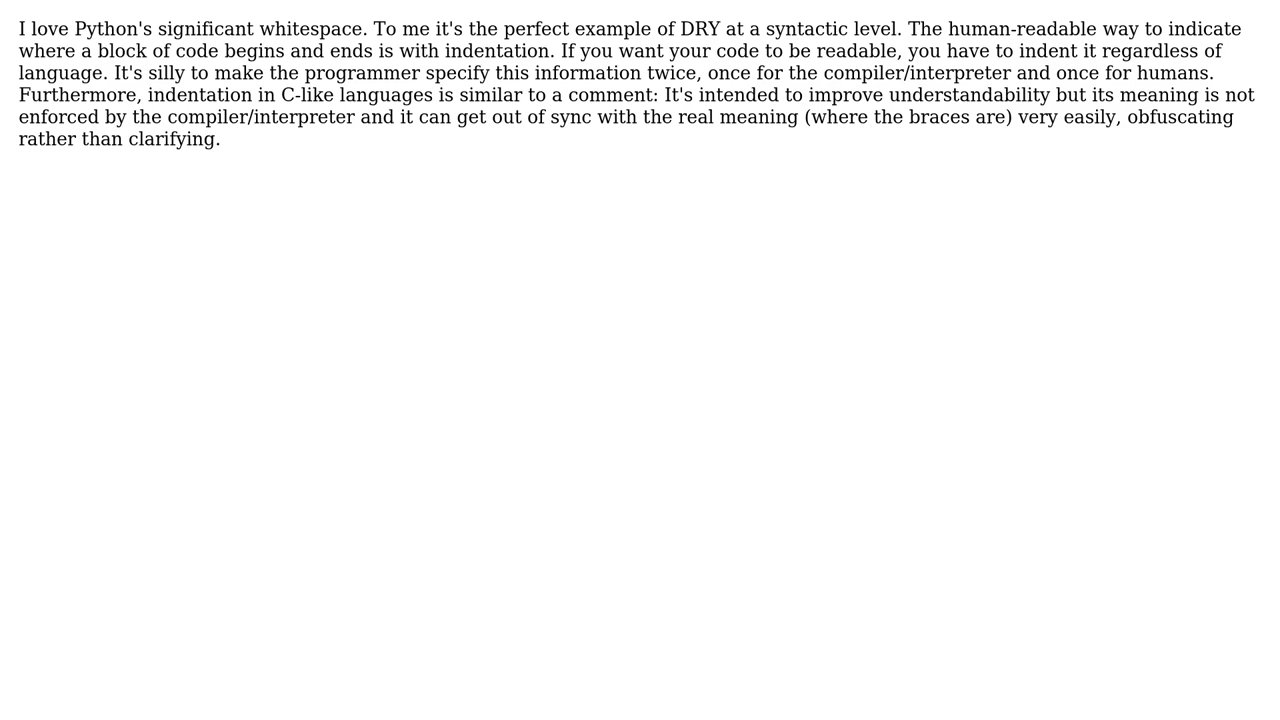 I love Python's significant whitespace. To me it's the perfect example of DRY at a syntactic level. The human-readable way to indicate
where a block of code begins and ends is with indentation. If you want your code to be readable, you have to indent it regardless of
language. It's silly to make the programmer specify this information twice, once for the compiler/interpreter and once for humans.
Furthermore, indentation in C-like languages is similar to a comment: It's intended to improve understandability but its meaning is not
enforced by the compiler/interpreter and it can get out of sync with the real meaning (where the braces are) very easily, obfuscating
rather than clarifying.